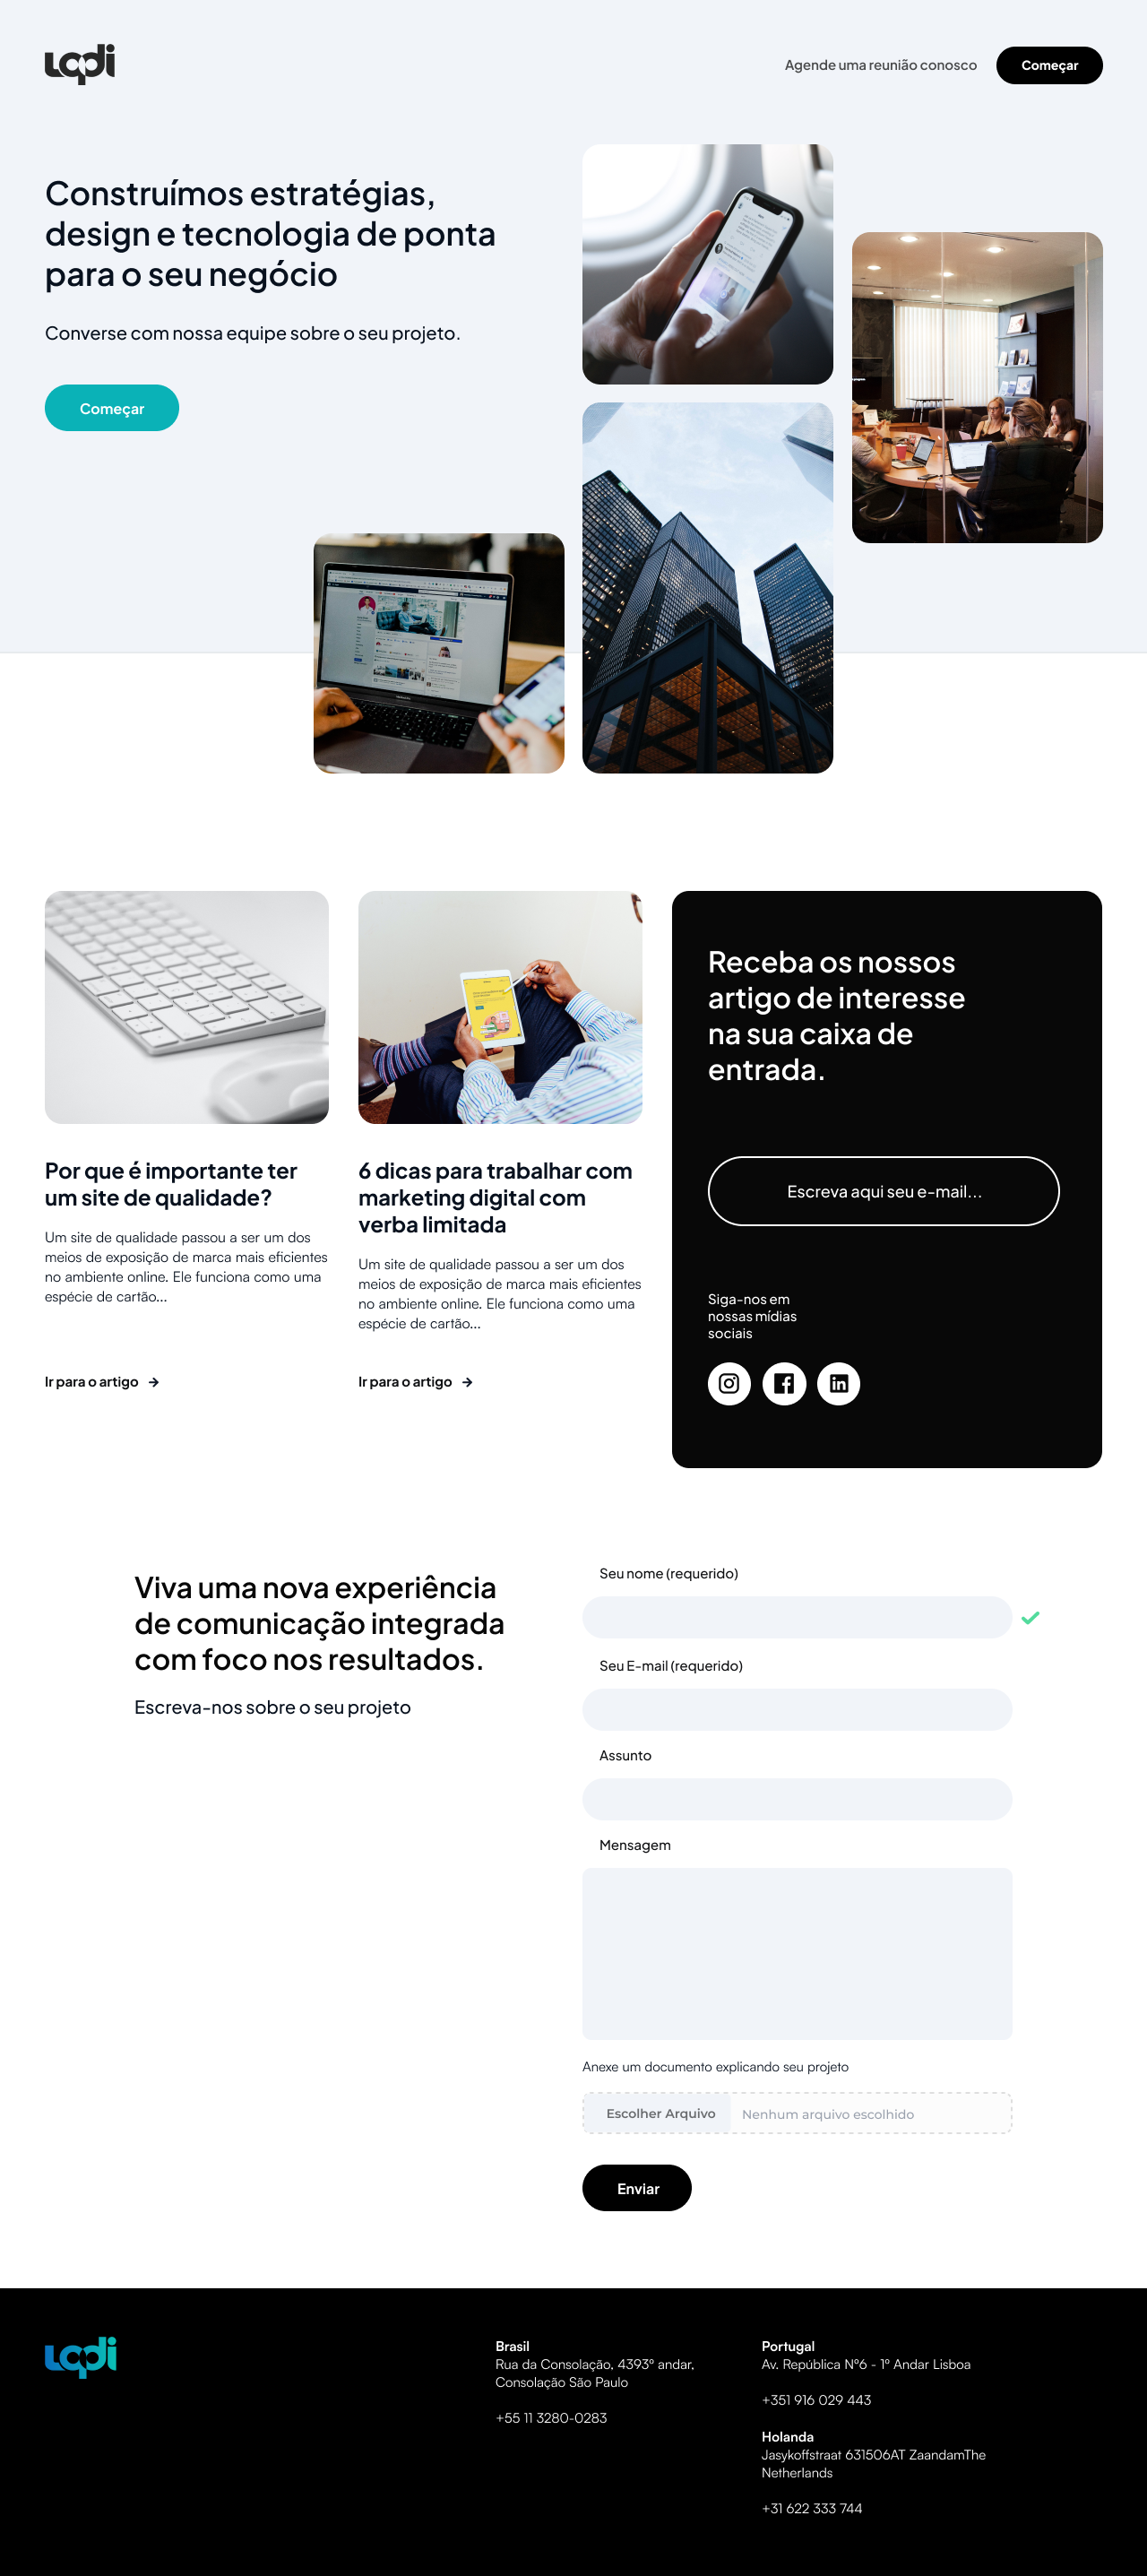 Lqdi
Agende uma reunião conosco
Começar
Construímos estratégias,
design e tecnologia de ponta
para o seu negócio
Converse com nossa equipe sobre o seu projeto.
Começar
Por que é importante ter
um site de qualidade?
Um site de qualidade passou a ser um dos
meios de exposição de marca mais eficientes
no ambiente online. Ele funciona como uma
espécie de cartão...
Ir para o artigo →
6 dicas para trabalhar com
marketing digital com
verba limitada
Um site de qualidade passou a ser um dos
meios de exposição de marca mais eficientes
no ambiente online. Ele funciona como uma
espécie de cartão...
Ir para o artigo →
Receba os nossos
artigo de interesse
na sua caixa de
entrada.
Escreva aqui seu e-mail...
Siga-nos em
nossas mídias
sociais
Viva uma nova experiência
de comunicação integrada
com foco nos resultados.
Escreva-nos sobre o seu projeto
Seu nome (requerido)
Seu E-mail (requerido)
Assunto
Mensagem
Anexe um documento explicando seu projeto
Escolher Arquivo
Nenhum arquivo escolhido
Enviar
Lqdi
Brasil
Rua da Consolação, 4393º andar,
Consolação São Paulo
+55 11 3280-0283
Portugal
Av. República Nº6 - 1º Andar Lisboa
+351 916 029 443
Holanda
Jasykoffstraat 631506AT ZaandamThe
Netherlands
+31 622 333 744